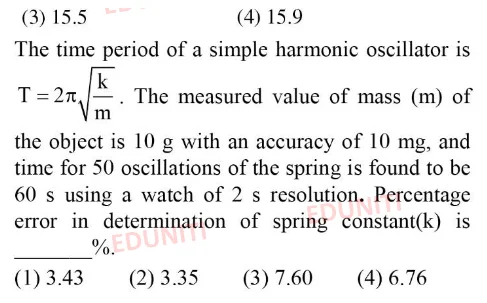 (3) 15.5 (4) 15.9
The time period of a simple harmonic oscillator is
T = 2π√(k/m) . The measured value of mass (m) of
the object is 10 g with an accuracy of 10 mg, and
time for 50 oscillations of the spring is found to be
60 s using a watch of 2 s resolution. Percentage
error in determination of spring constant(k) is
________%.
EDUNITI
EDUNITI
(1) 3.43 (2) 3.35 (3) 7.60 (4) 6.76